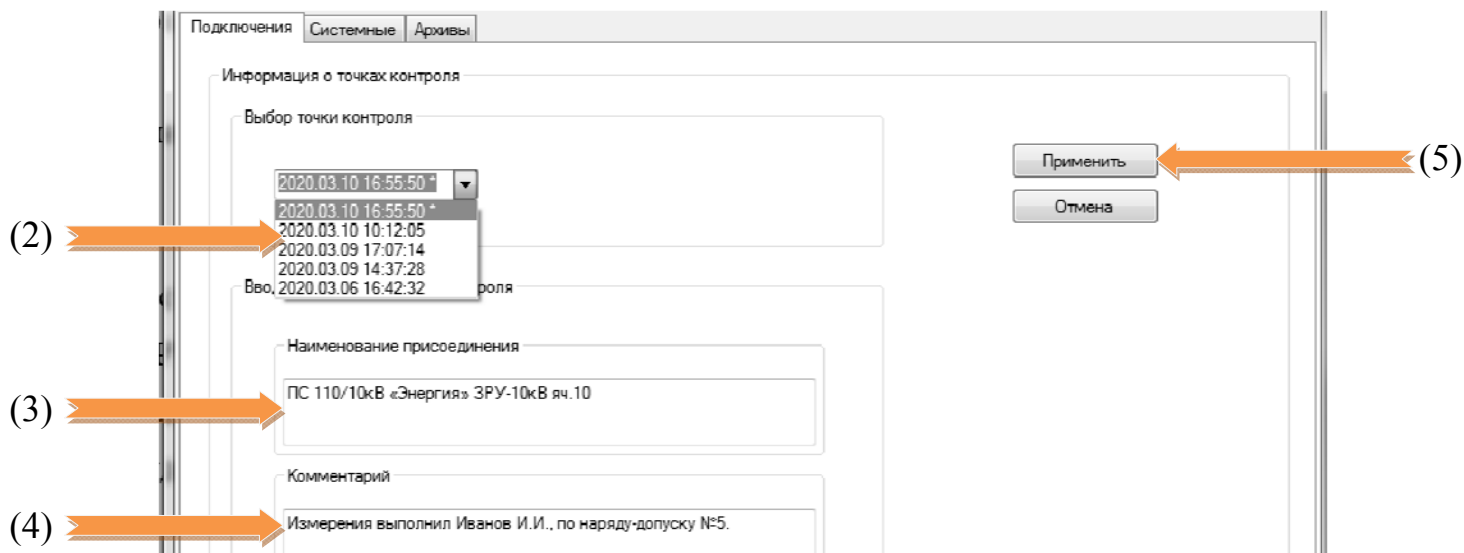 Подключения Системные Архивы
Информация о точках контроля
Выбор точки контроля
2020.03.10 16:55:50 *
Применить
(5)
2020.03.10 16:55:50 *
Отмена
(2)
2020.03.10 10:12:05
2020.03.09 17:07:14
2020.03.09 14:37:28
Вво
2020.03.06 16:42:32
роля
Наименование присоединения
ПС 110/10кВ «Энергия» ЗРУ-10кВ яч.10
(3)
Комментарий
Измерения выполнил Иванов И.И., по наряду-допуску №5.
(4)